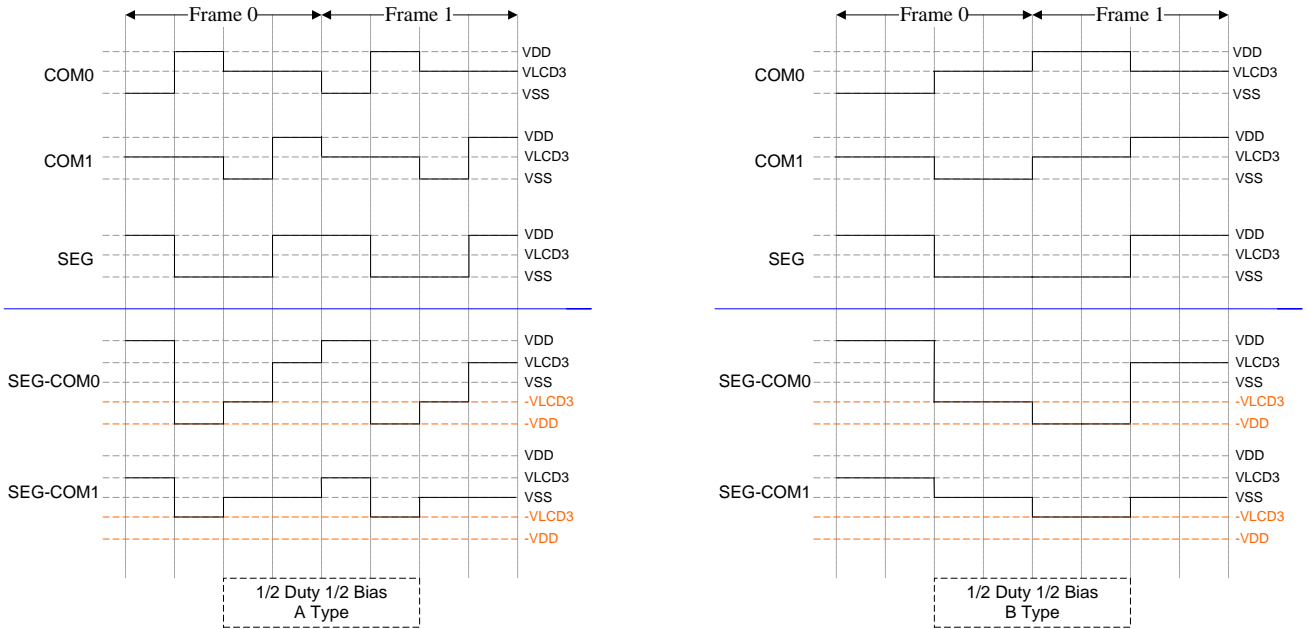 Frame 0
Frame 1
COM0
VDD
VLCD3
VSS
COM1
VDD
VLCD3
VSS
SEG
VDD
VLCD3
VSS
SEG-COM0
VDD
VLCD3
VSS
-VLCD3
-VDD
SEG-COM1
VDD
VLCD3
VSS
-VLCD3
-VDD
1/2 Duty 1/2 Bias
A Type
Frame 0
Frame 1
COM0
VDD
VLCD3
VSS
COM1
VDD
VLCD3
VSS
SEG
VDD
VLCD3
VSS
SEG-COM0
VDD
VLCD3
VSS
-VLCD3
-VDD
SEG-COM1
VDD
VLCD3
VSS
-VLCD3
-VDD
1/2 Duty 1/2 Bias
B Type